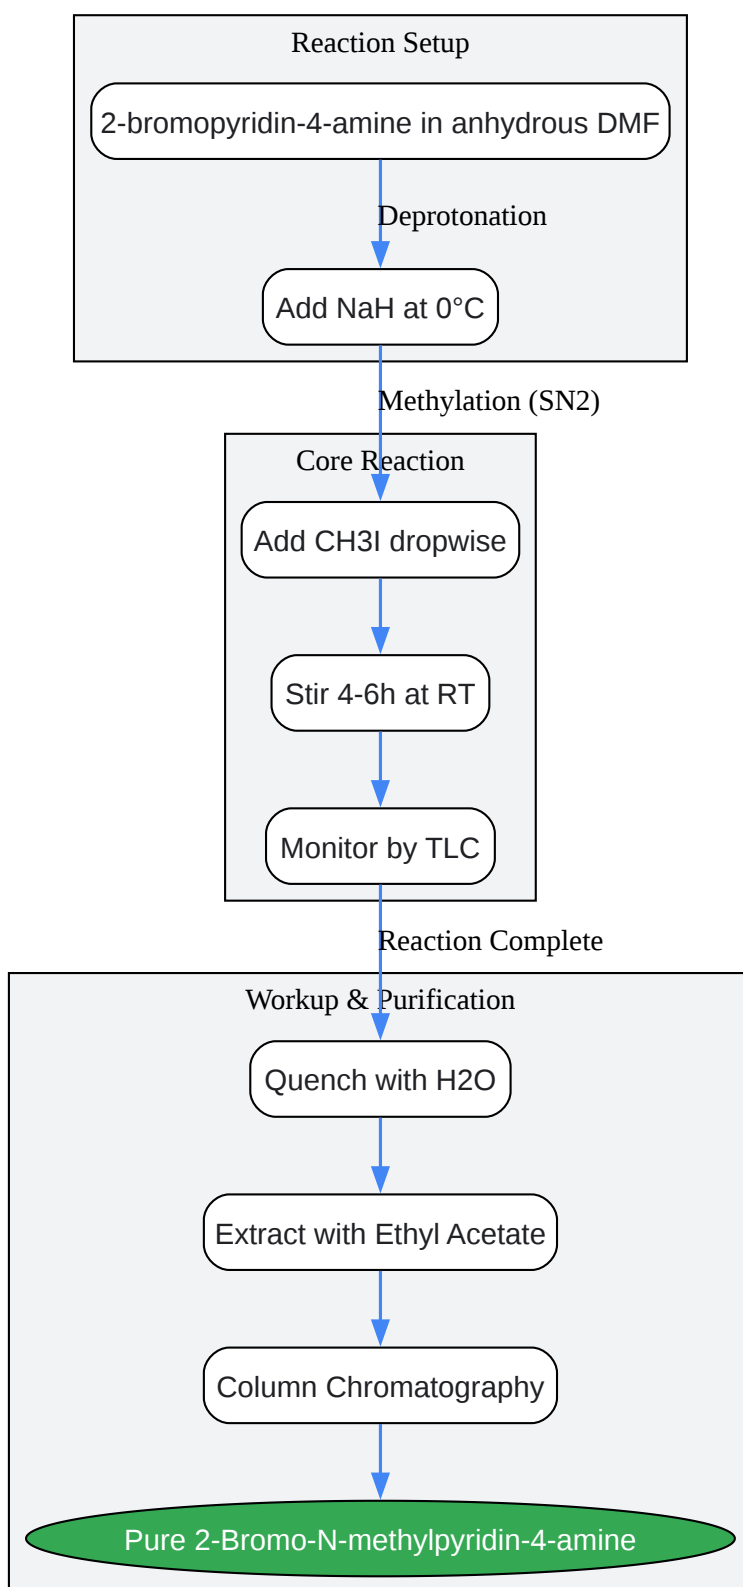 Reaction Setup
2-bromopyridin-4-amine in anhydrous DMF
Deprotonation
Add NaH at 0°C
Methylation (SN2)
Core Reaction
Add CH3I dropwise
Stir 4-6h at RT
Monitor by TLC
Reaction Complete
Workup & Purification
Quench with H2O
Extract with Ethyl Acetate
Column Chromatography
Pure 2-Bromo-N-methylpyridin-4-amine